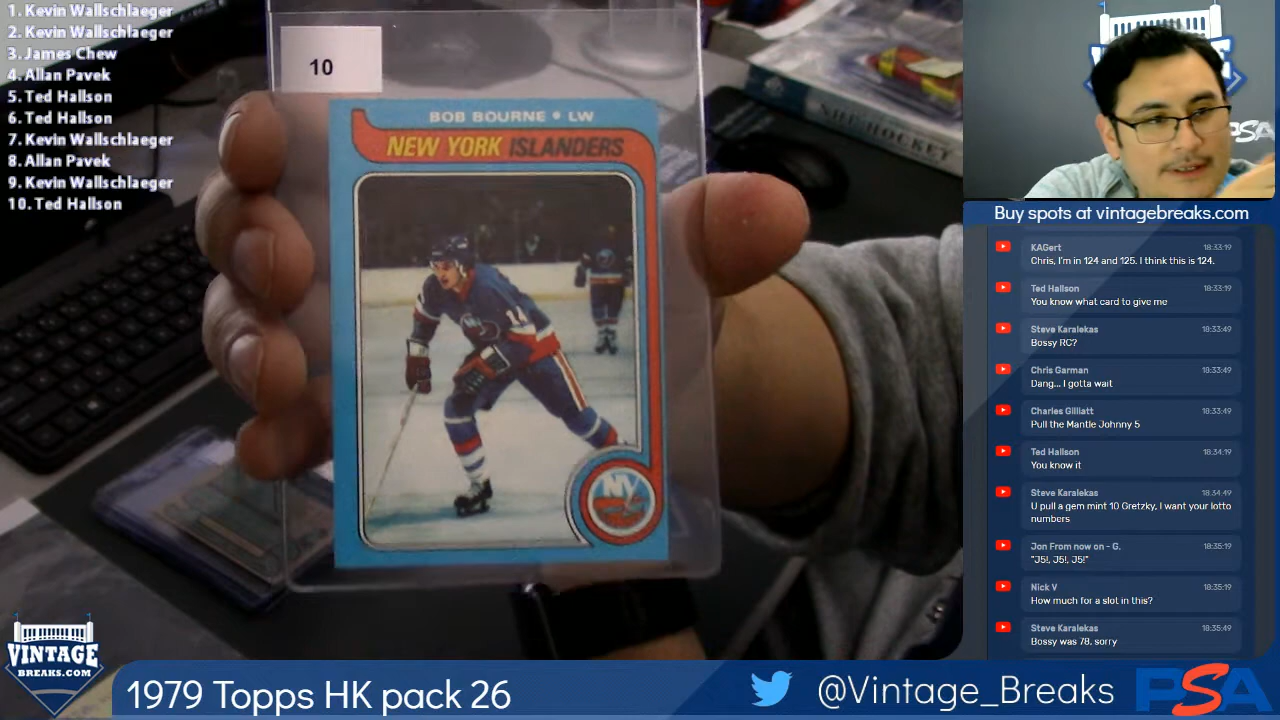 1. Kevin Wallschlaeger
2. Kevin Wallschlaeger
3. James Chew
4. Allan Pavek
5. Ted Hallson
6. Ted Hallson
7. Kevin Wallschlaeger
8. Allan Pavek
9. Kevin Wallschlaeger
10. Ted Hallson
10
BOB BOURNE • LW
NEW YORK ISLANDERS
14
NY
NHL HOCKEY
PSA
Buy spots at vintagebreaks.com
KAGert 18:33:19
Chris, I'm in 124 and 125. I think this is 124.
Ted Hallson 18:33:19
You know what card to give me
Steve Karalekas 18:33:49
Bossy RC?
Chris Garman 18:33:49
Dang... I gotta wait
Charles Gilliatt 18:33:49
Pull the Mantle Johnny 5
Ted Hallson 18:34:19
You know it
Steve Karalekas 18:34:49
U pull a gem mint 10 Gretzky, I want your lotto
numbers
Jon From now on - G. 18:35:19
"J5!, J5!, J5!"
Nick V 18:35:19
How much for a slot in this?
Steve Karalekas 18:35:49
Bossy was 78, sorry
VINTAGE
BREAKS.COM
1979 Topps HK pack 26
@Vintage_Breaks
PSA